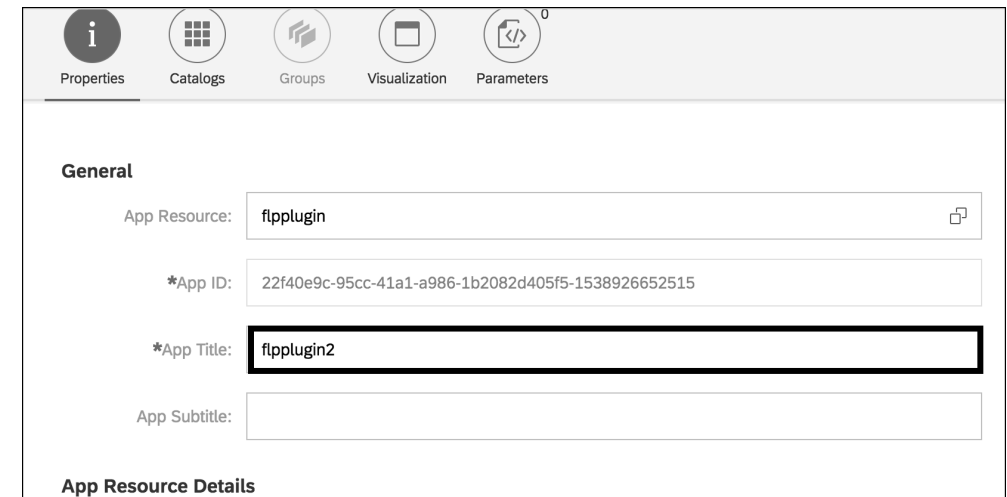 i
0
Properties Catalogs Groups Visualization Parameters
General
App Resource: flpplugin
*App ID: 22f40e9c-95cc-41a1-a986-1b2082d405f5-1538926652515
*App Title: flpplugin2
App Subtitle:
App Resource Details